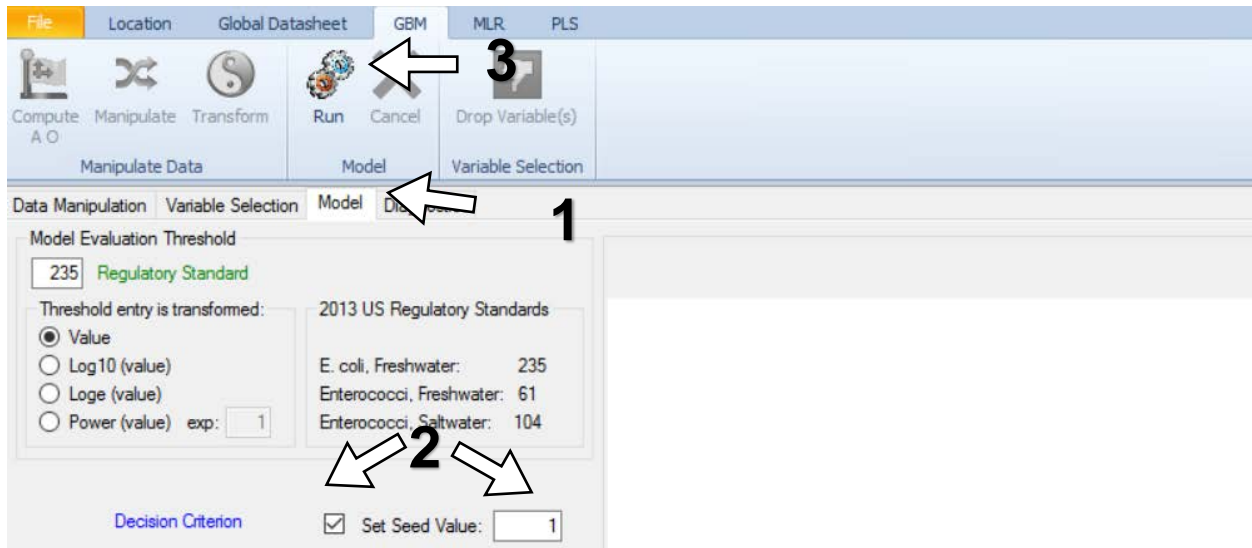 File Location Global Datasheet GBM MLR PLS
3
Compute Manipulate Transform Run Cancel Drop Variable(s)
A O
Manipulate Data Model Variable Selection
Data Manipulation Variable Selection Model
1
Model Evaluation Threshold
235 Regulatory Standard
Threshold entry is transformed: 2013 US Regulatory Standards
Value
Log10 (value) E. coli, Freshwater: 235
Loge (value) Enterococci, Freshwater: 61
Power (value) exp: 1 Enterococci, Saltwater: 104
2
Decision Criterion Set Seed Value: 1